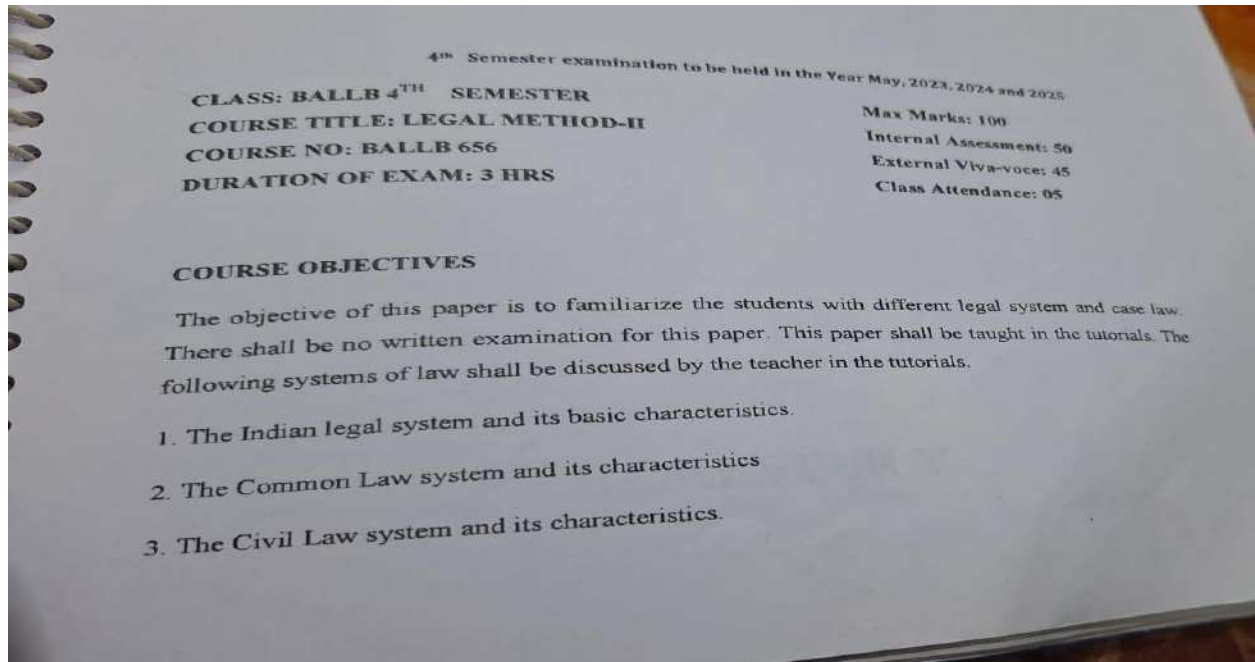 4th Semester examination to be held in the Year May, 2023, 2024 and 2025
CLASS: BALLB 4TH SEMESTER
Max Marks: 100
COURSE TITLE: LEGAL METHOD-II
Internal Assessment: 50
COURSE NO: BALLB 656
External Viva-voce: 45
DURATION OF EXAM: 3 HRS
Class Attendance: 05
COURSE OBJECTIVES
The objective of this paper is to familiarize the students with different legal system and case law.
There shall be no written examination for this paper. This paper shall be taught in the tutorials. The
following systems of law shall be discussed by the teacher in the tutorials.
1. The Indian legal system and its basic characteristics.
2. The Common Law system and its characteristics
3. The Civil Law system and its characteristics.